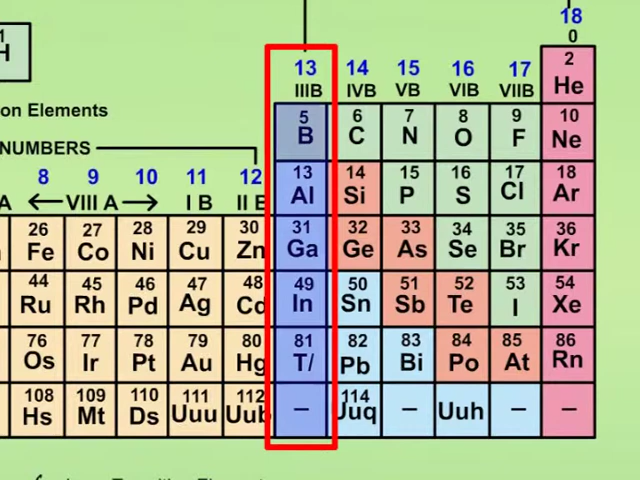 18
1
H
0
13 14 15 16 17
2
He
IIIB IVB VB VIB VIIB
on Elements
5 6 7 8 9 10
B C N O F Ne
NUMBERS
13 14 15 16 17 18
Al Si P S Cl Ar
8 9 10 11 12
A VIII A I B II B
26 27 28 29 30 31 32 33 34 35 36
Fe Co Ni Cu Zn Ga Ge As Se Br Kr
44 45 46 47 48 49 50 51 52 53 54
Ru Rh Pd Ag Cd In Sn Sb Te I Xe
76 77 78 79 80 81 82 83 84 85 86
Os Ir Pt Au Hg T/ Pb Bi Po At Rn
108 109 110 111 112 – 114 – – –
Hs Mt Ds Uuu Uub Uuq Uuh